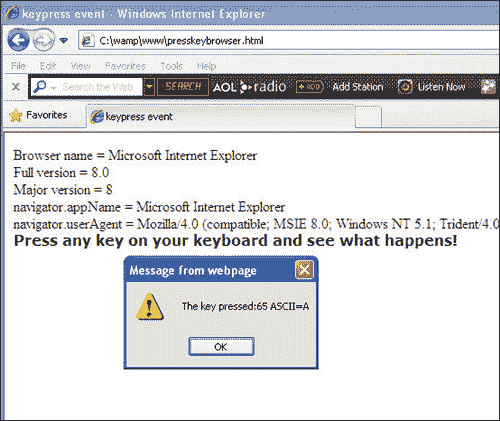 keypress event - Windows Internet Explorer
C:\wamp\www\presskeybrowser.html
File Edit View Favorites Tools Help
X Search the Web SEARCH AOL radio + ADD Add Station Listen Now
Favorites keypress event
Browser name = Microsoft Internet Explorer
Full version = 8.0
Major version = 8
navigator.appName = Microsoft Internet Explorer
navigator.userAgent = Mozilla/4.0 (compatible; MSIE 8.0; Windows NT 5.1; Trident/4.0
Press any key on your keyboard and see what happens!
Message from webpage
The key pressed:65 ASCII=A
OK